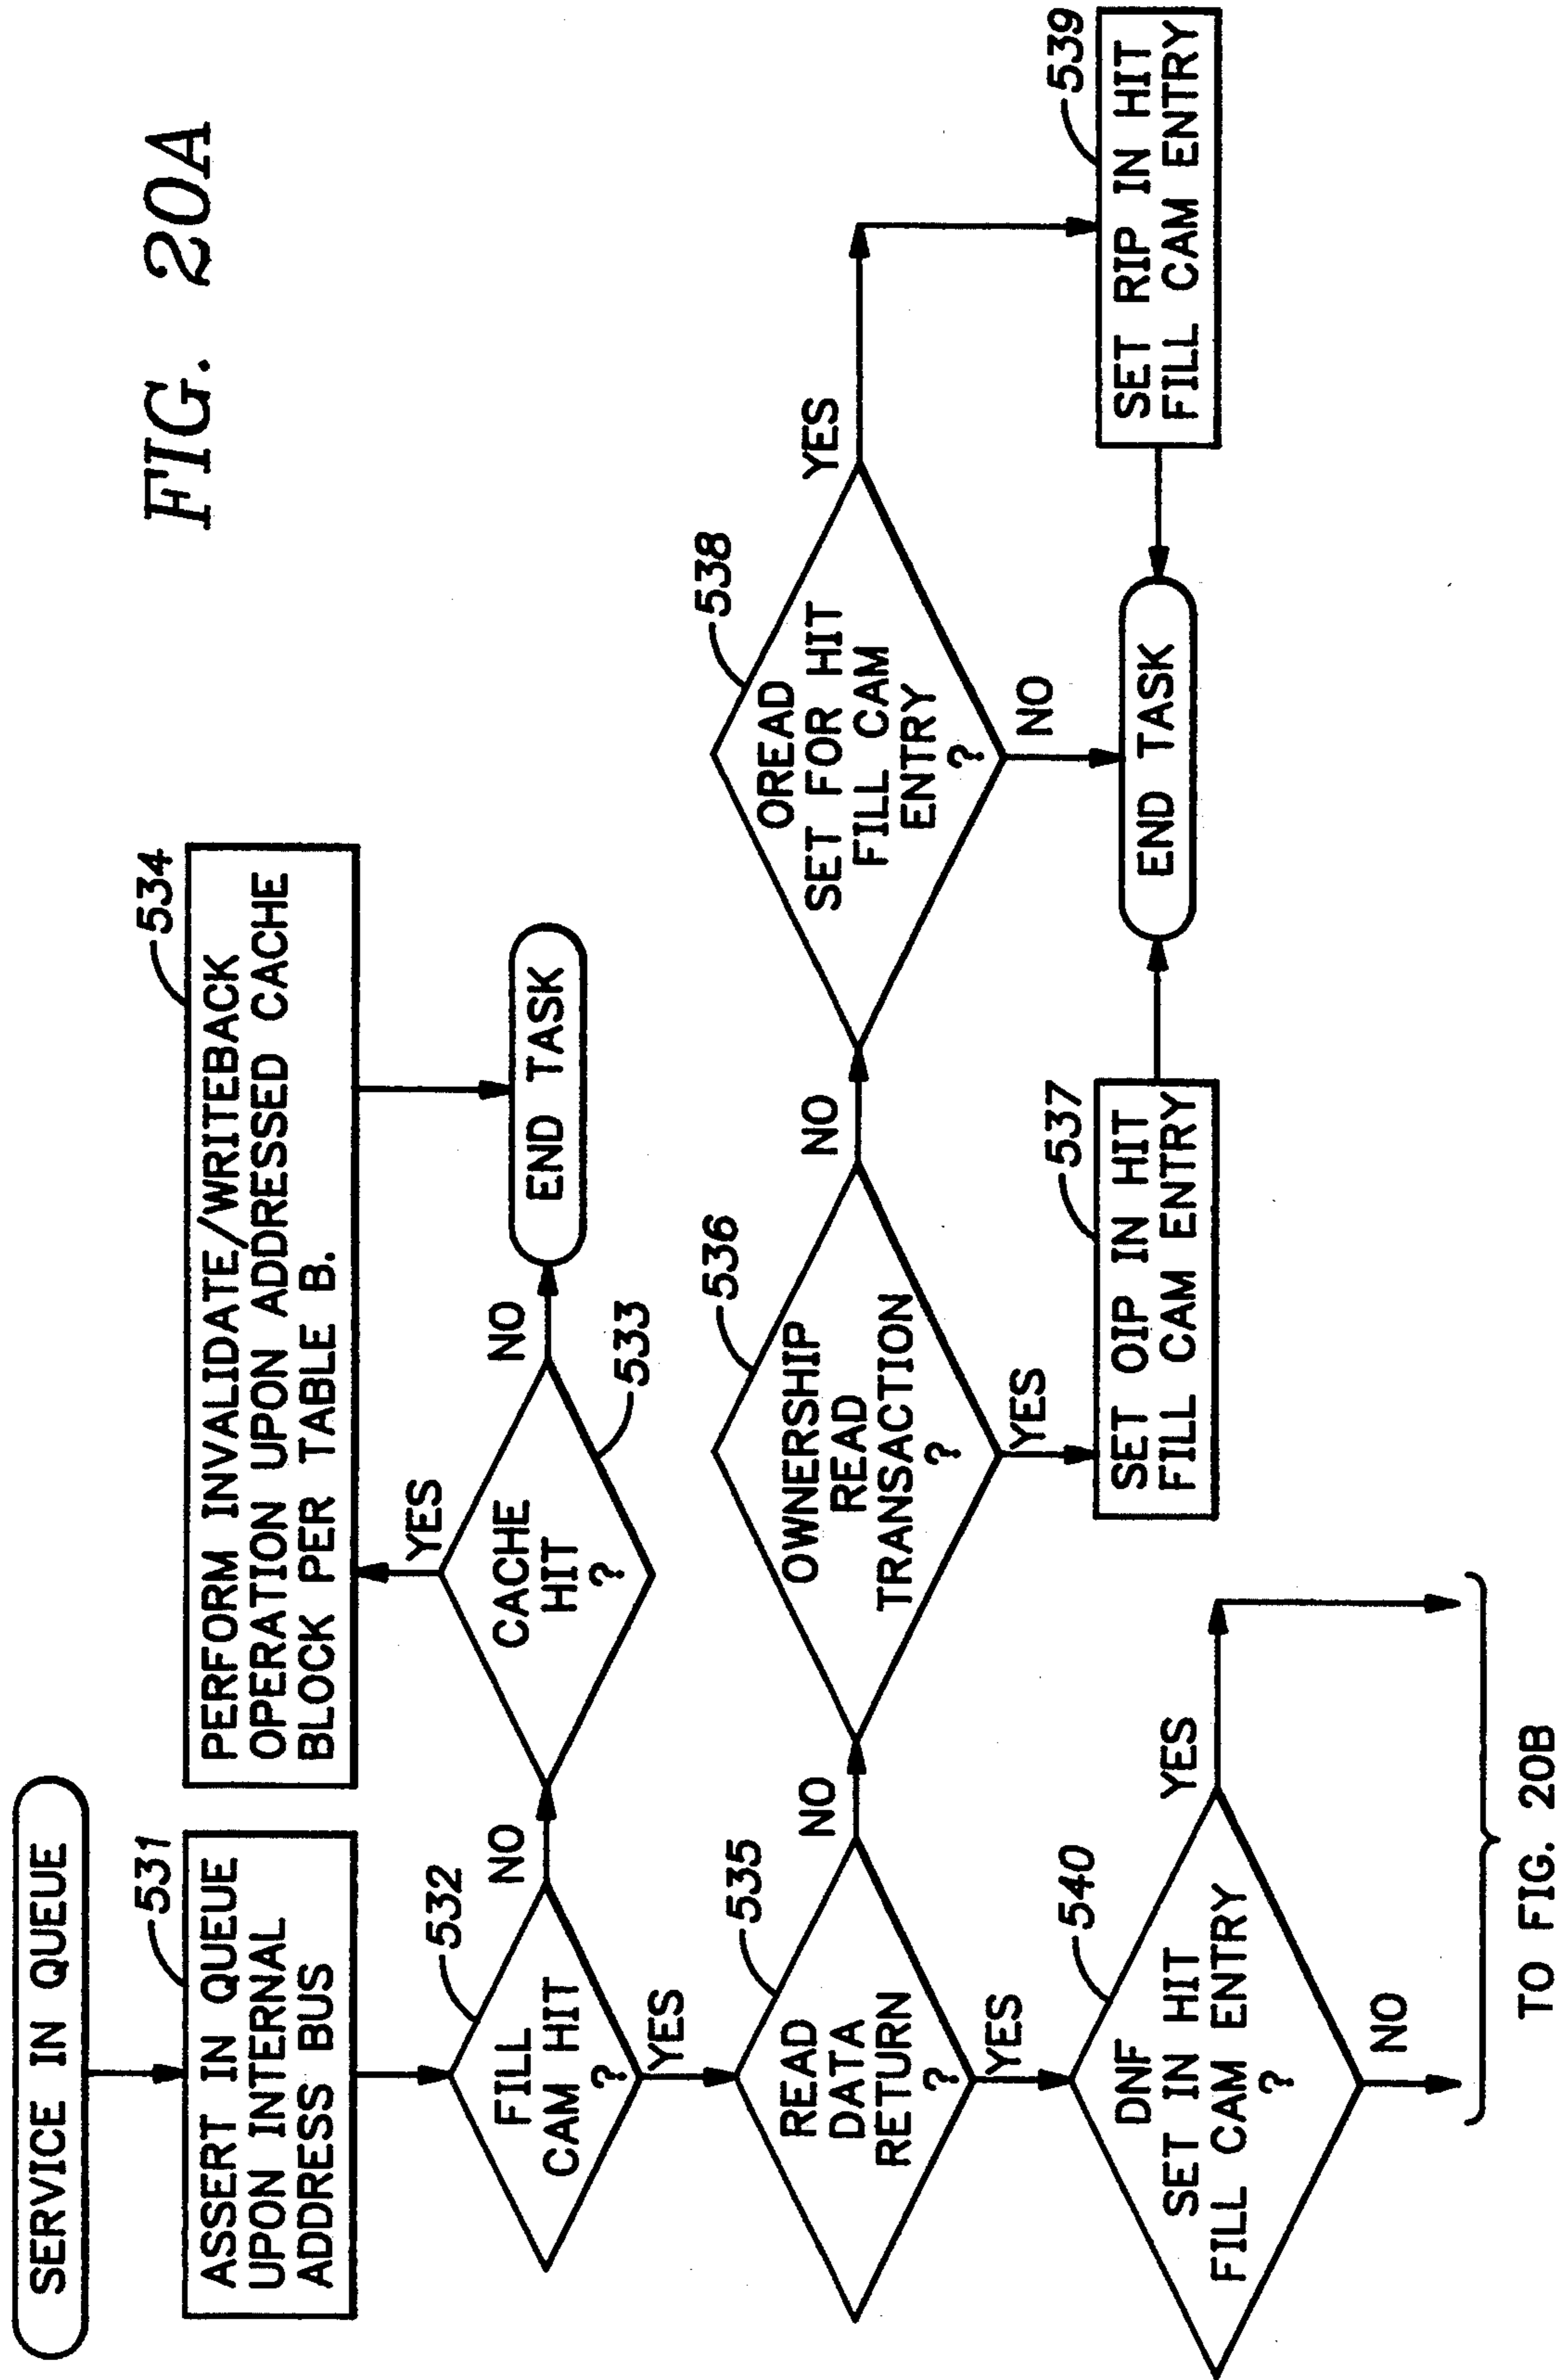 FIG. 20A
SERVICE IN QUEUE
531
ASSERT IN QUEUE
UPON INTERNAL
ADDRESS BUS
534
PERFORM INVALIDATE/WRITEBACK
OPERATION UPON ADDRESSED CACHE
BLOCK PER TABLE B.
532
FILL
CAM HIT
?
NO
YES
533
CACHE
HIT
?
YES
NO
END TASK
535
READ
DATA
RETURN
?
NO
YES
536
OWNERSHIP
READ
TRANSACTION
?
NO
YES
538
OREAD
SET FOR HIT
FILL CAM
ENTRY
?
YES
NO
540
DNF
SET IN HIT
FILL CAM ENTRY
?
YES
NO
537
SET OIP IN HIT
FILL CAM ENTRY
END TASK
539
SET RIP IN HIT
FILL CAM ENTRY
TO FIG. 20B